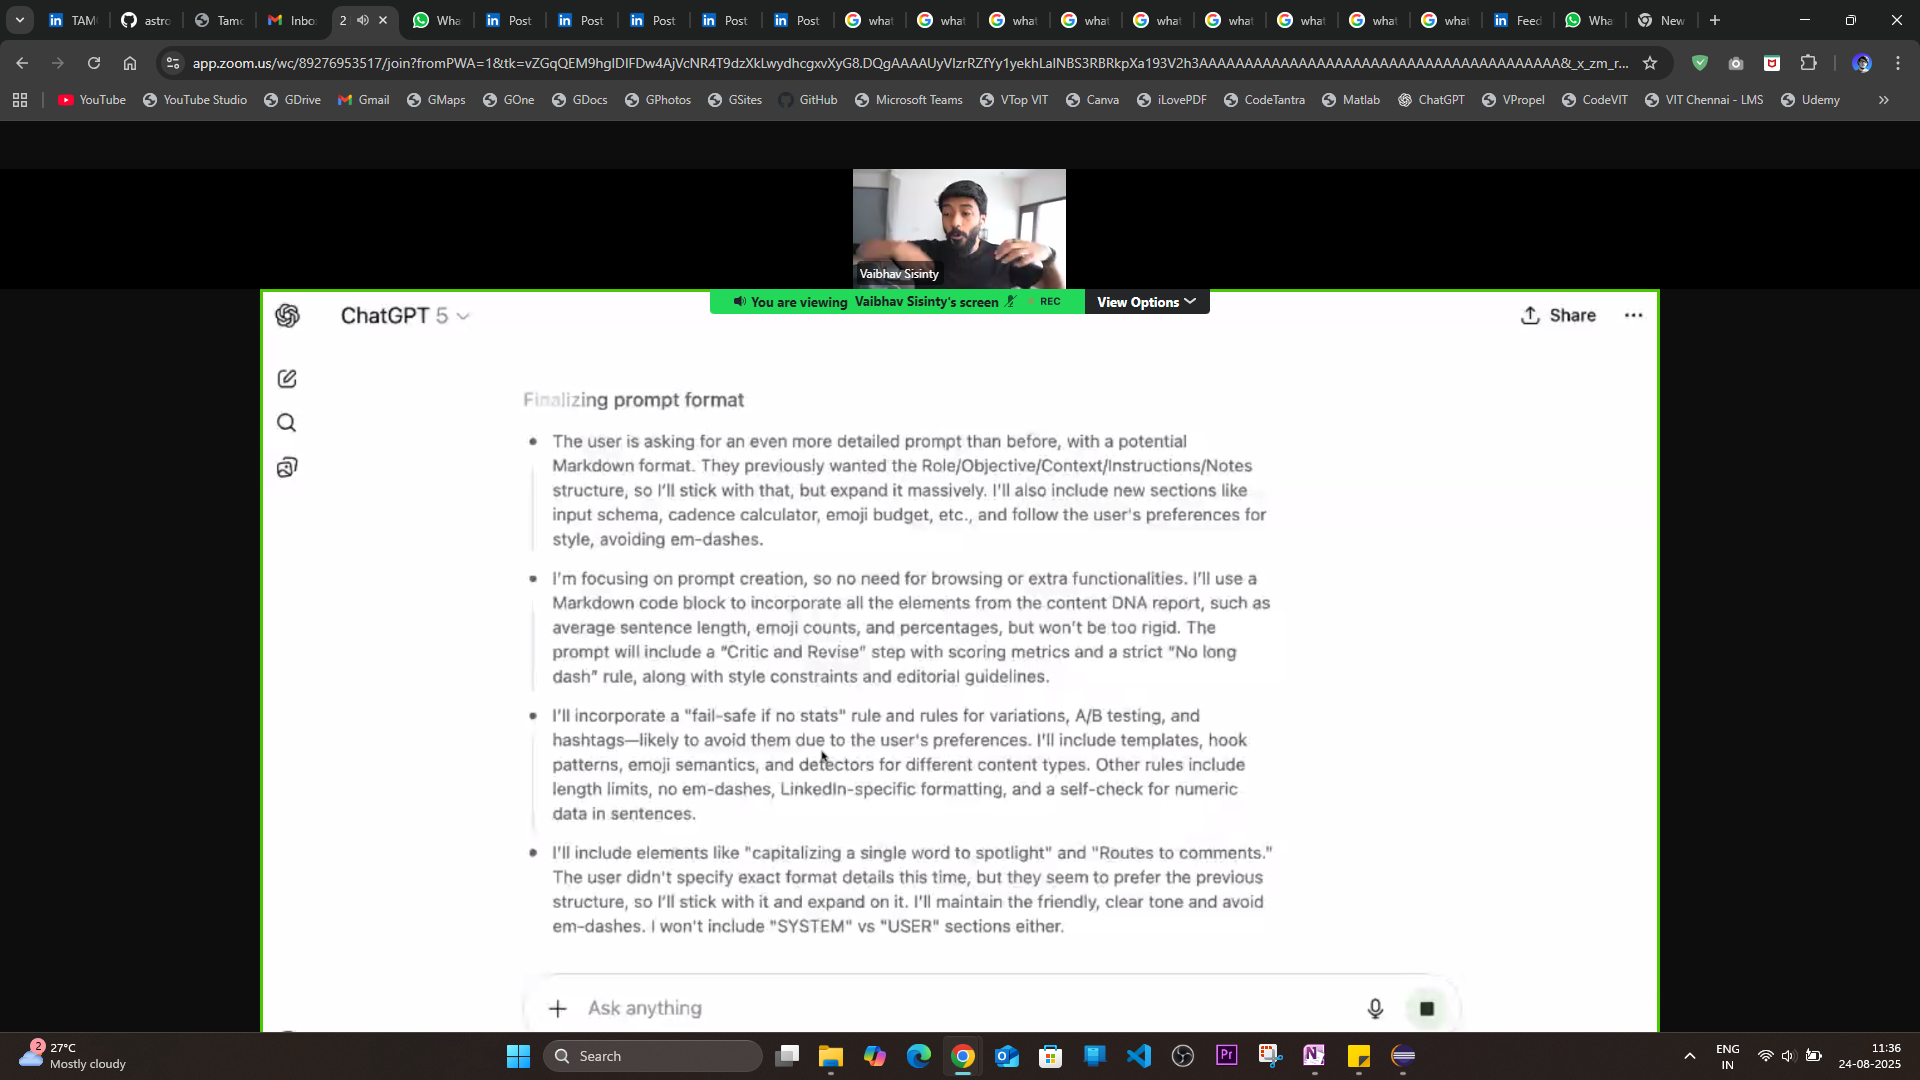 TAM
astro
Tamo
Inbo
2
Wha
Post
Post
Post
Post
Post
what
what
what
what
what
what
what
what
what
Feed
Wha
New
app.zoom.us/wc/89276953517/join?fromPWA=1&tk=
YouTube
YouTube Studio
GDrive
Gmail
GMaps
GOne
GDocs
GPhotos
GSites
GitHub
Microsoft Teams
VTop VIT
Canva
iLovePDF
CodeTantra
Matlab
ChatGPT
VPropel
CodeVIT
VIT Chennai - LMS
Udemy
Vaibhav Sisinty
You are viewing Vaibhav Sisinty's screen REC View Options
ChatGPT 5
Share
Finalizing prompt format
The user is asking for an even more detailed prompt than before, with a potential
Markdown format. They previously wanted the Role/Objective/Context/Instructions/Notes
structure, so I'll stick with that, but expand it massively. I'll also include new sections like
input schema, cadence calculator, emoji budget, etc., and follow the user's preferences for
style, avoiding em-dashes.
I'm focusing on prompt creation, so no need for browsing or extra functionalities. I'll use a
Markdown code block to incorporate all the elements from the content DNA report, such as
average sentence length, emoji counts, and percentages, but won't be too rigid. The
prompt will include a "Critic and Revise" step with scoring metrics and a strict "No long
dash" rule, along with style constraints and editorial guidelines.
I'll incorporate a "fail-safe if no stats" rule and rules for variations, A/B testing, and
hashtags—likely to avoid them due to the user's preferences. I'll include templates, hook
patterns, emoji semantics, and detectors for different content types. Other rules include
length limits, no em-dashes, LinkedIn-specific formatting, and a self-check for numeric
data in sentences.
I'll include elements like "capitalizing a single word to spotlight" and "Routes to comments."
The user didn't specify exact format details this time, but they seem to prefer the previous
structure, so I'll stick with it and expand on it. I'll maintain the friendly, clear tone and avoid
em-dashes. I won't include "SYSTEM" vs "USER" sections either.
Ask anything
2
27°C
Mostly cloudy
Search
Pr
ENG
IN
11:36
24-08-2025